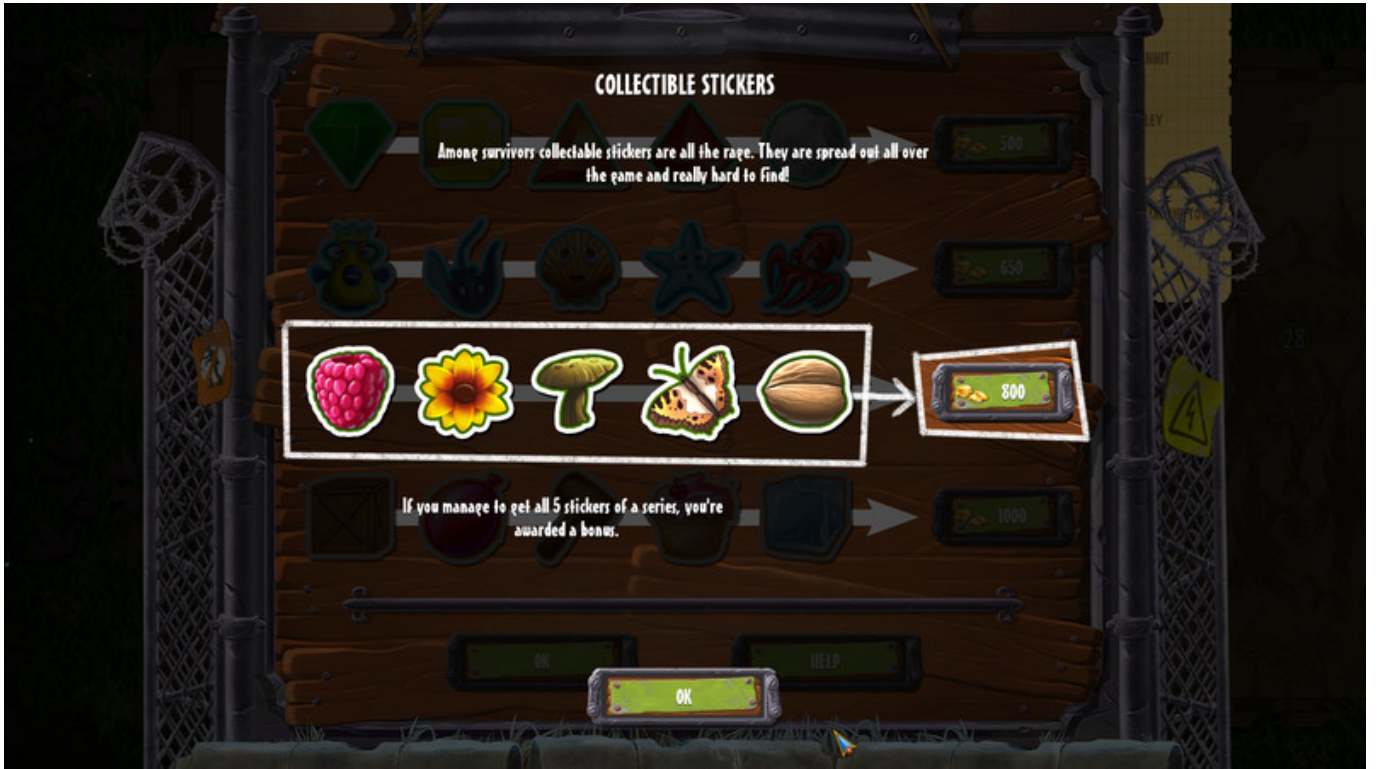 COLLECTIBLE STICKERS
500
Among survivors collectable stickers are all the rage. They are spread out all over
the game and really hard to find!
650
800
If you manage to get all 5 stickers of a series, you're
awarded a bonus.
1000
28
OK
HELP
OK